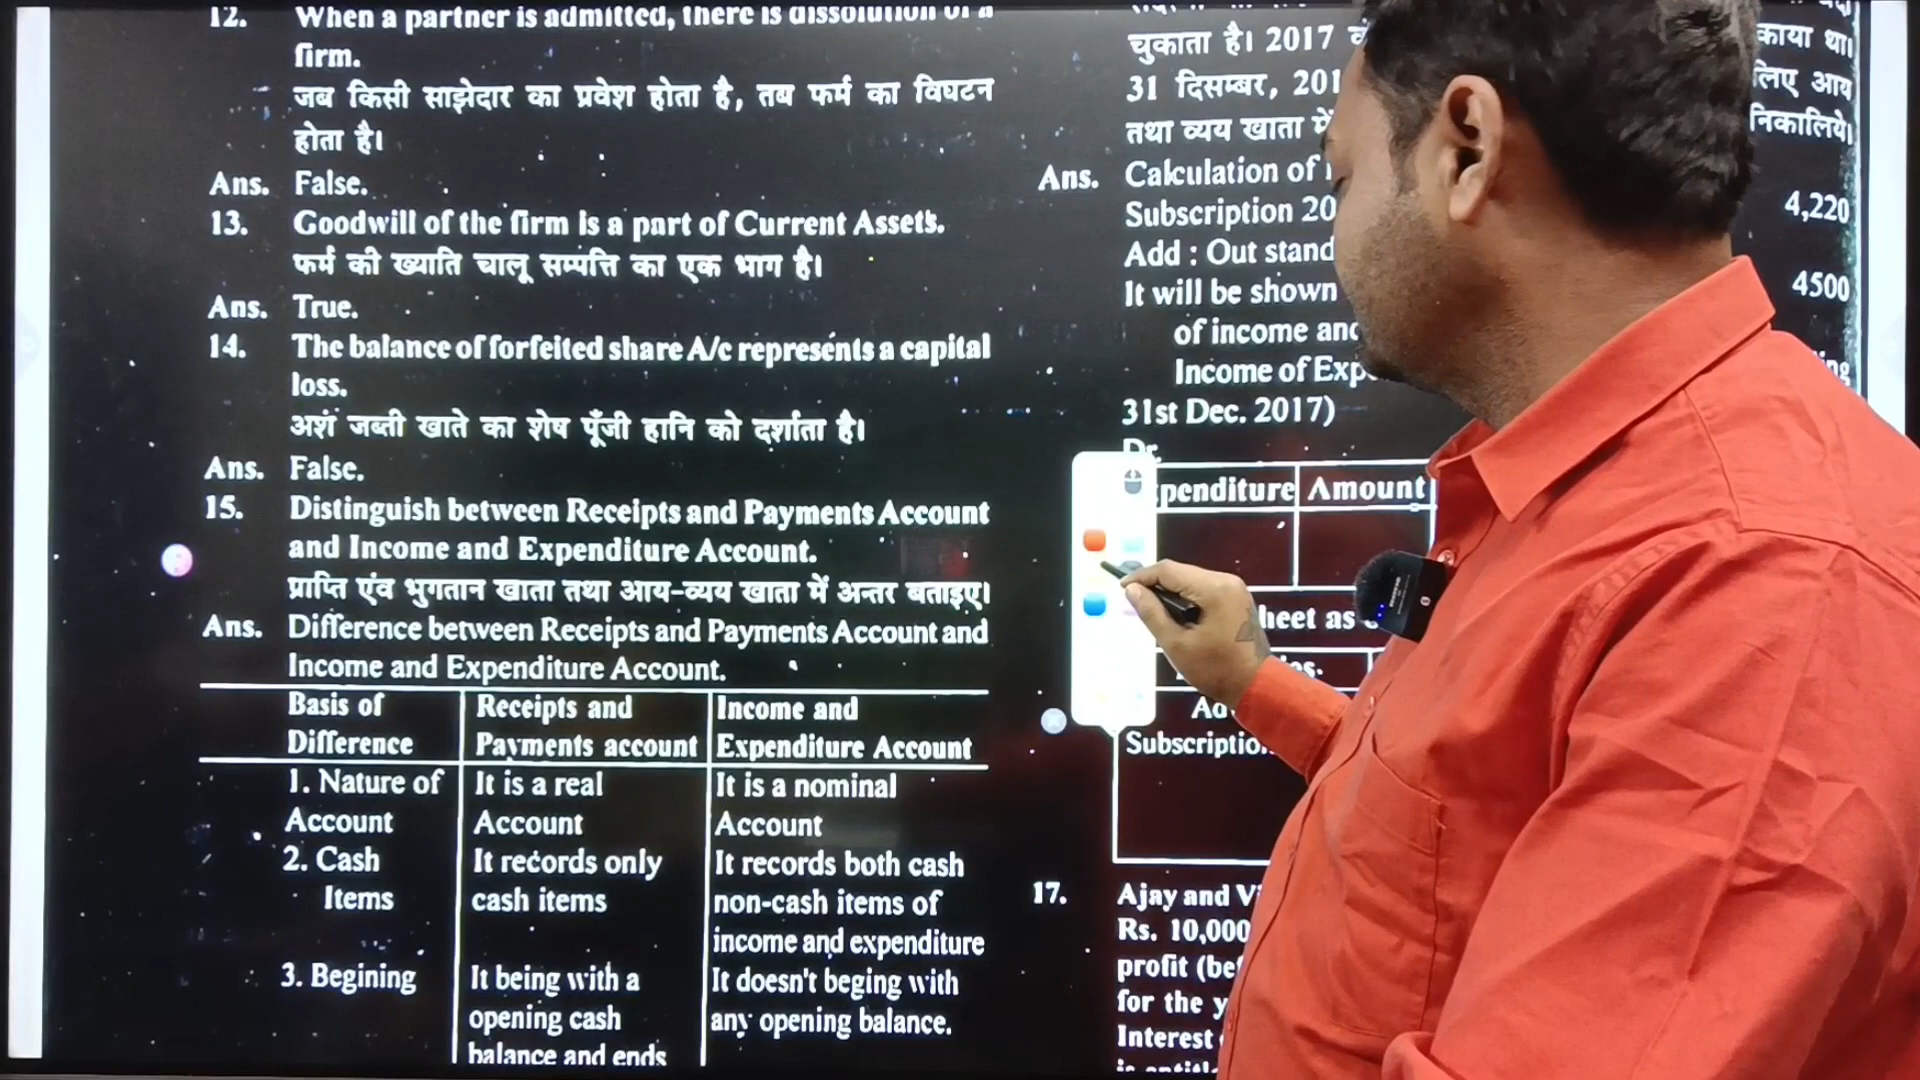 12. When a partner is admitted, there is dissolution of a
firm.
जब किसी साझेदार का प्रवेश होता है, तब फर्म का विघटन
होता है।
Ans. False.
13. Goodwill of the firm is a part of Current Assets.
फर्म की ख्याति चालू सम्पत्ति का एक भाग है।
Ans. True.
14. The balance of forfeited share A/c represents a capital
loss.
अशं जब्ती खाते का शेष पूँजी हानि को दर्शाता है।
Ans. False.
15. Distinguish between Receipts and Payments Account
and Income and Expenditure Account.
प्राप्ति एंव भुगतान खाता तथा आय-व्यय खाता में अन्तर बताइए।
Ans. Difference between Receipts and Payments Account and
Income and Expenditure Account.
Basis of Receipts and Income and
Difference Payments account Expenditure Account
1. Nature of It is a real It is a nominal
Account Account Account
2. Cash It records only It records both cash
Items cash items non-cash items of
income and expenditure
3. Begining It being with a It doesn't beging with
opening cash any opening balance.
balance and ends
चुकाता है। 2017 काया था।
31 दिसम्बर, 201 लिए आय
तथा व्यय खाता में निकालिये।
Ans. Calculation of
Subscription 20 4,220
Add : Out stand
It will be shown 4500
of income and
Income of Exp ing
31st Dec. 2017)
Dr.
penditure Amount
heet as
Ad
Subscriptio
17. Ajay and Vi
Rs. 10,000
profit (bef
for the y
Interest